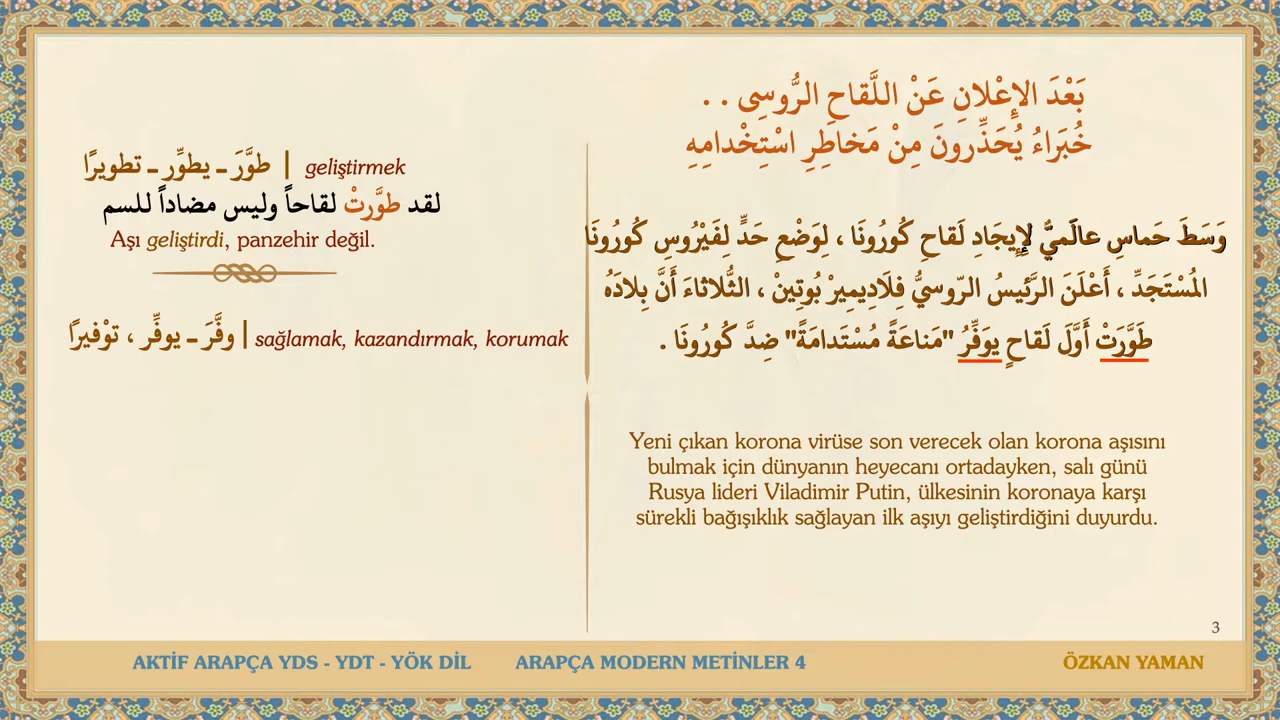 بَعْدَ الإِعْلانِ عَنْ اللَّقاحِ الرُّوسِى . .
خُبَراءُ يُحَذِّرونَ مِنْ مَخاطِرِ اسْتِخْدامِهِ
وَسَطَ حَماسِ عالَميٌّ لِإِيجَادِ لَقاحِ كُورُونَا ، لِوَضْعِ حَدٍّ لِفَيْرُوسِ كُورُونَا
المُسْتَجَدِّ ، أَعْلَنَ الرَّئيسُ الرّوسيُّ فِلَادِيمِيرْ بُوتِينْ ، الثُّلاثاءَ أَنَّ بِلادَهُ
طَوَّرَتْ أَوَّلَ لَقاحٍ يوَفِّرُ "مَناعَةً مُسْتَدامَةً" ضِدَّ كُورُونَا .
Yeni çıkan korona virüse son verecek olan korona aşısını
bulmak için dünyanın heyecanı ortadayken, salı günü
Rusya lideri Viladimir Putin, ülkesinin koronaya karşı
sürekli bağışıklık sağlayan ilk aşıyı geliştirdiğini duyurdu.
طوَّرَ ـ يطوِّر ـ تطويرًا | geliştirmek
لقد طوَّرتْ لقاحاً وليس مضاداً للسم
Aşı geliştirdi, panzehir değil.
وفَّرَ ـ يوفِّر ، توْفيرًا | sağlamak, kazandırmak, korumak
3
AKTİF ARAPÇA YDS - YDT - YÖK DİL ARAPÇA MODERN METİNLER 4 ÖZKAN YAMAN